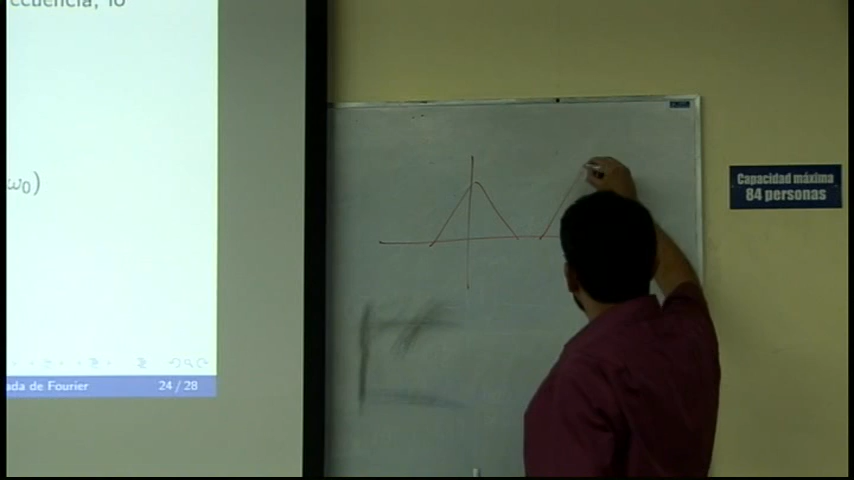 ecuencia, lo
ω₀)
ada de Fourier 24 / 28
Capacidad máxima
84 personas